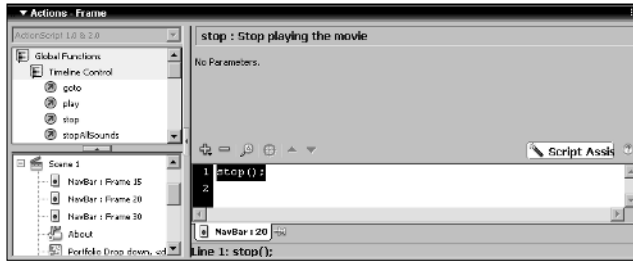 Actions - Frame
ActionScript 1.0 & 2.0
Global Functions
Timeline Control
goto
play
stop
stopAllSounds
Scene 1
NavBar : Frame 15
NavBar : Frame 20
NavBar : Frame 30
About
Portfolio Drop down,
stop : Stop playing the movie
No Parameters.
Script Assis
1 stop();
2
NavBar : 20
Line 1: stop();